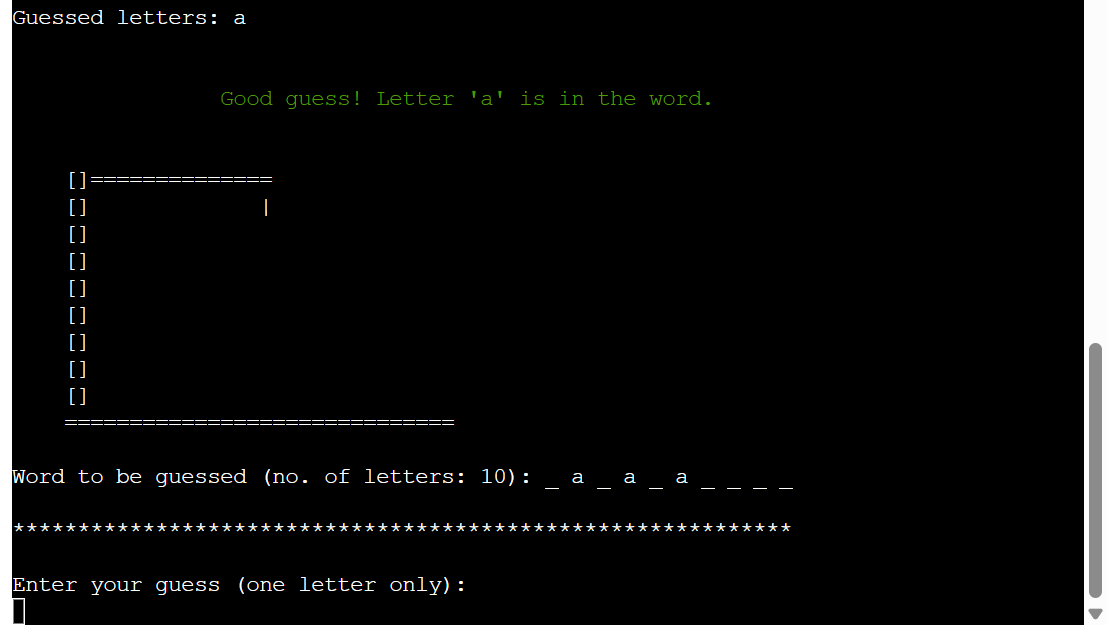 Guessed letters: a
Good guess! Letter 'a' is in the word.
[]==============
[]             |
[]
[]
[]
[]
[]
[]
[]
==============================
Word to be guessed (no. of letters: 10): _ a _ a _ a _ _ _ _
************************************************************
Enter your guess (one letter only):